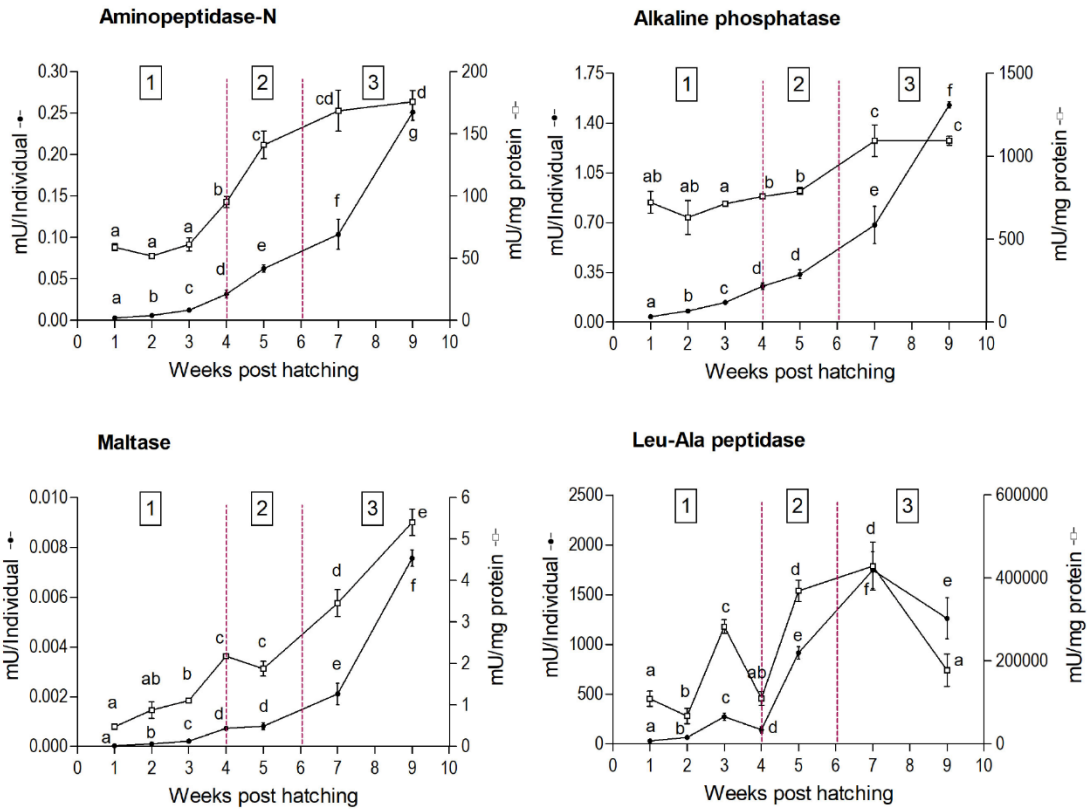 Aminopeptidase-N
1 2 3
0.30
0.25
0.20
0.15
0.10
0.05
0.00
mU/Individual
200
150
100
50
0
mU/mg protein
a a a b c cd d
a b c d e f g
0 1 2 3 4 5 6 7 8 9 10
Weeks post hatching
Alkaline phosphatase
1 2 3
1.75
1.40
1.05
0.70
0.35
0.00
mU/Individual
1500
1000
500
0
mU/mg protein
ab ab a b b c c
a b c d d e f
0 1 2 3 4 5 6 7 8 9 10
Weeks post hatching
Maltase
1 2 3
0.010
0.008
0.006
0.004
0.002
0.000
mU/Individual
6
5
4
3
2
1
0
mU/mg protein
a ab b c c d e
a b c d d e f
0 1 2 3 4 5 6 7 8 9 10
Weeks post hatching
Leu-Ala peptidase
1 2 3
2500
2000
1500
1000
500
0
mU/Individual
600000
400000
200000
0
mU/mg protein
a b c ab d d a
a b c d e f e
0 1 2 3 4 5 6 7 8 9 10
Weeks post hatching